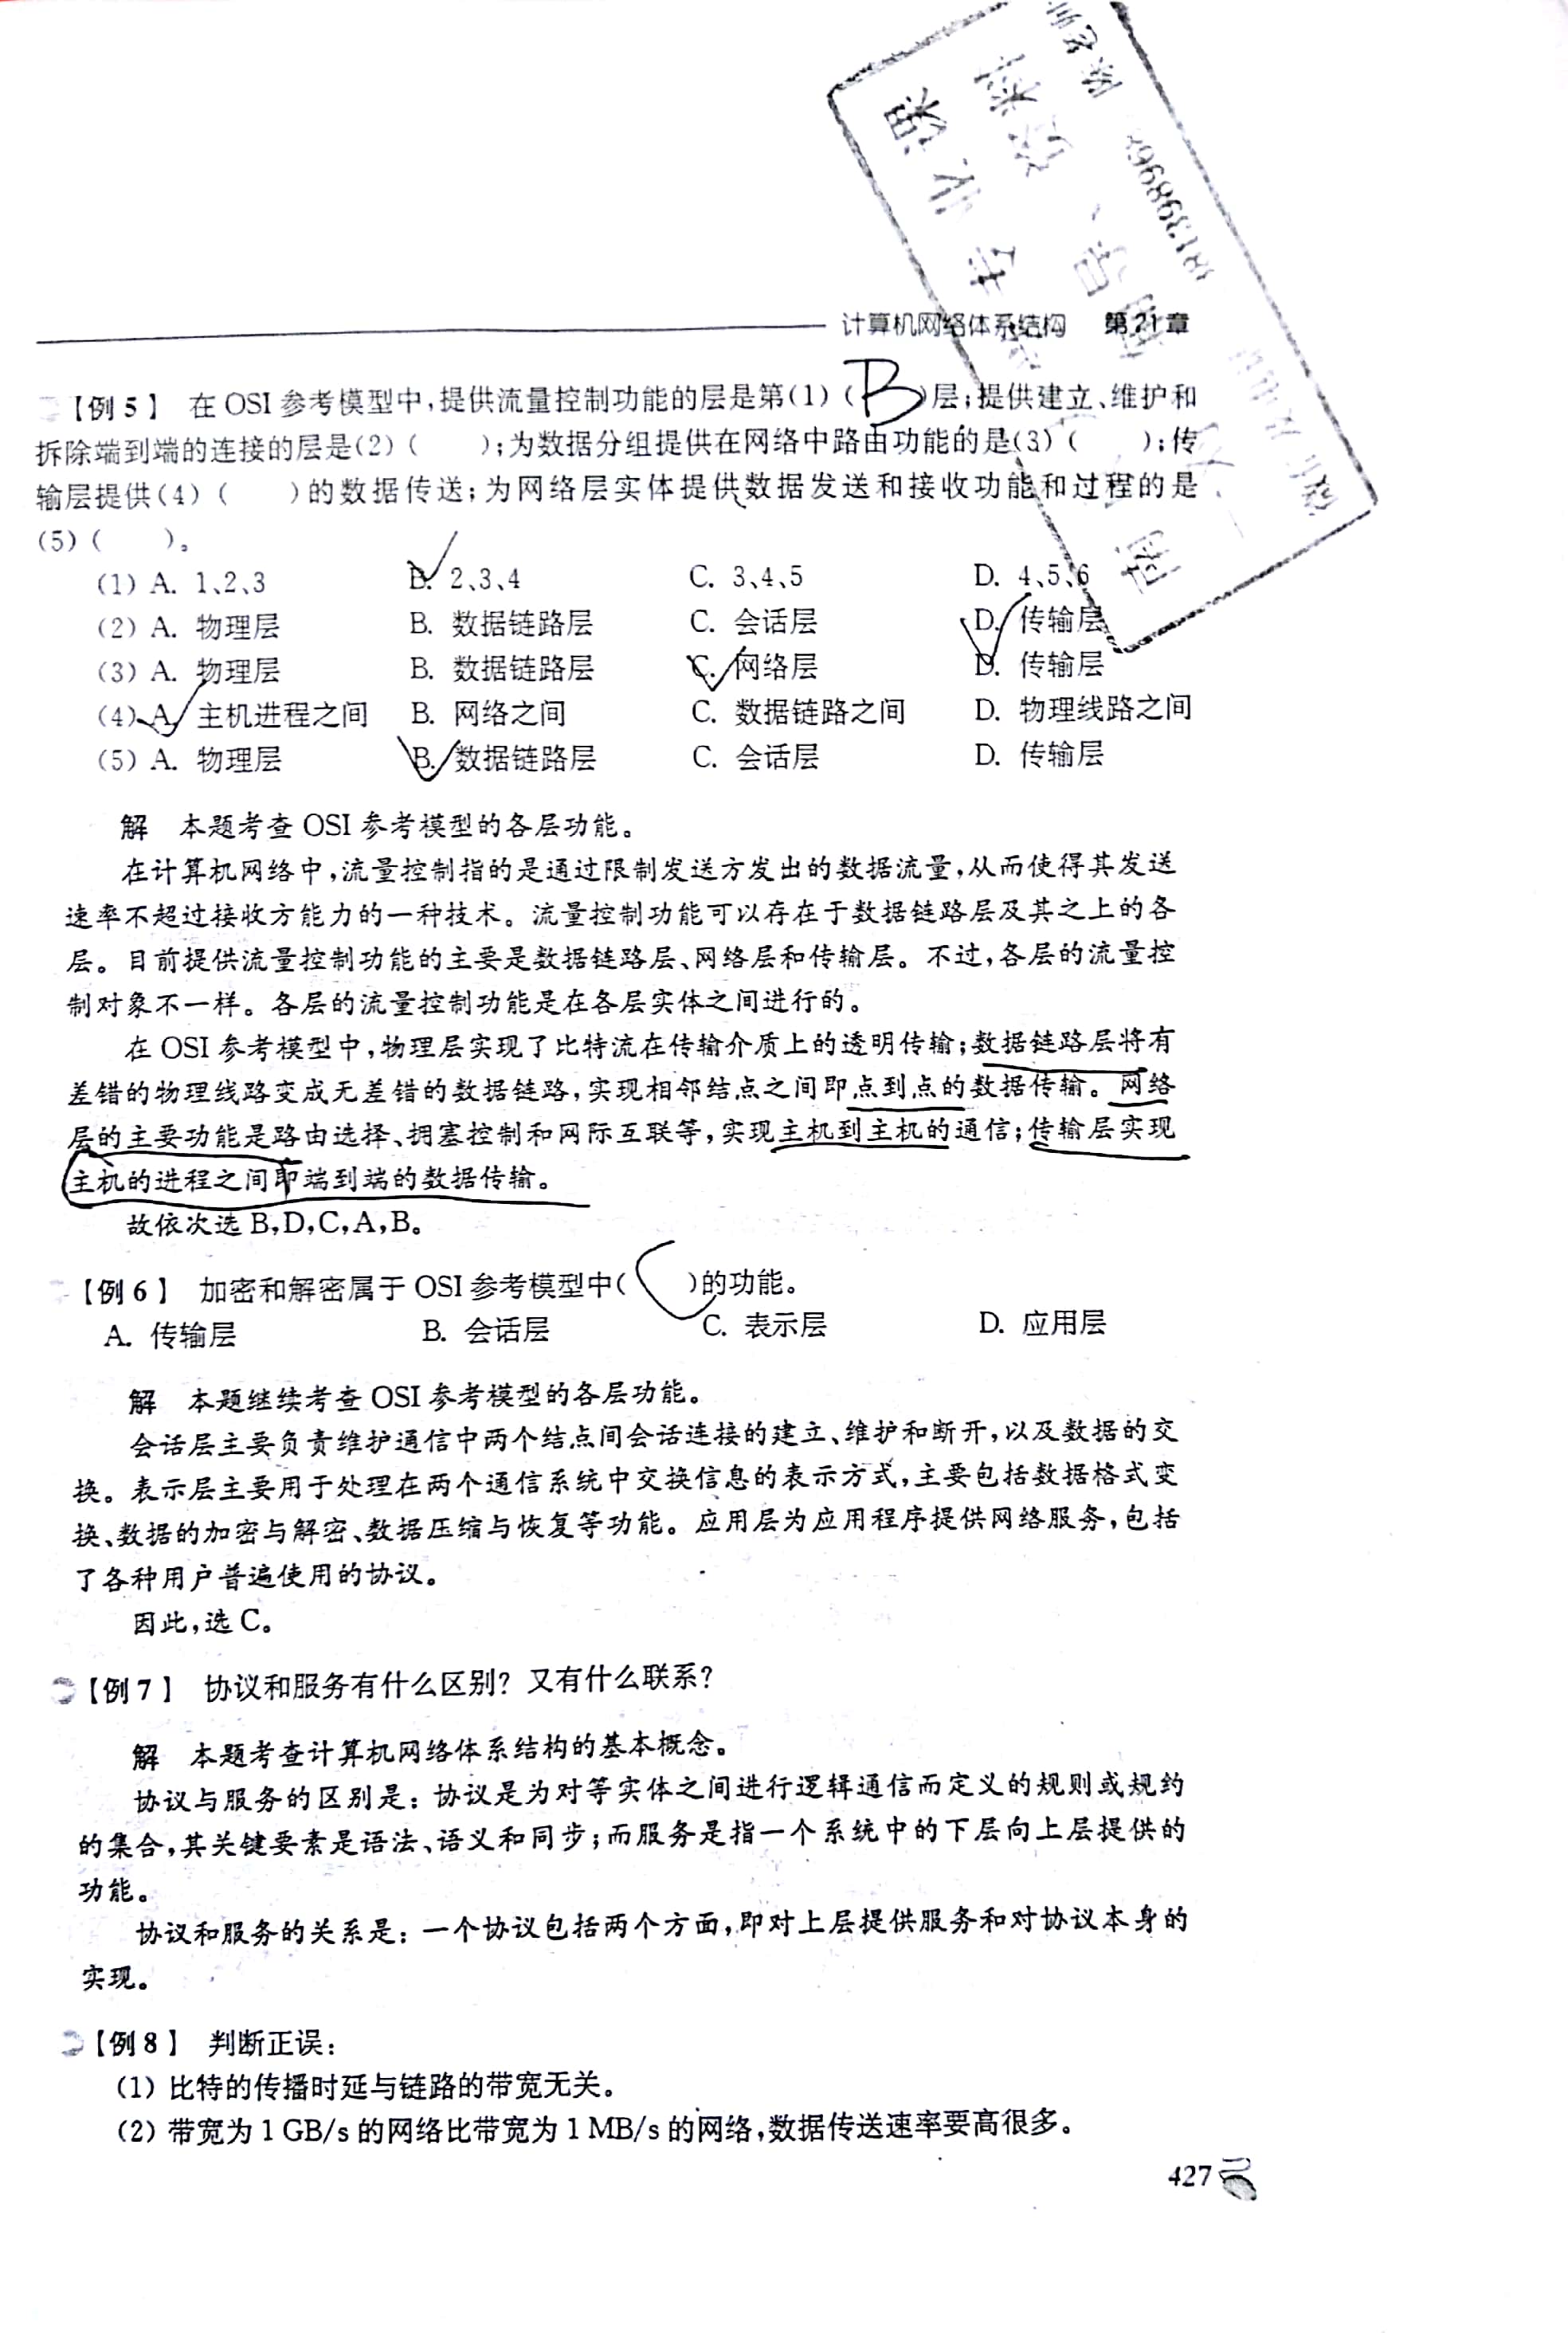 计算机网络体系结构 第21章
【例5】 在OSI参考模型中,提供流量控制功能的层是第(1)( B )层;提供建立、维护和
拆除端到端的连接的层是(2)( );为数据分组提供在网络中路由功能的是(3)( );传
输层提供(4)( )的数据传送;为网络层实体提供数据发送和接收功能和过程的是
(5)( )。
(1) A. 1、2、3 B. 2、3、4 C. 3、4、5 D. 4、5、6
(2) A. 物理层 B. 数据链路层 C. 会话层 D. 传输层
(3) A. 物理层 B. 数据链路层 C. 网络层 D. 传输层
(4) A. 主机进程之间 B. 网络之间 C. 数据链路之间 D. 物理线路之间
(5) A. 物理层 B. 数据链路层 C. 会话层 D. 传输层
解 本题考查OSI参考模型的各层功能。
在计算机网络中,流量控制指的是通过限制发送方发出的数据流量,从而使得其发送
速率不超过接收方能力的一种技术。流量控制功能可以存在于数据链路层及其之上的各
层。目前提供流量控制功能的主要是数据链路层、网络层和传输层。不过,各层的流量控
制对象不一样。各层的流量控制功能是在各层实体之间进行的。
在OSI参考模型中,物理层实现了比特流在传输介质上的透明传输;数据链路层将有
差错的物理线路变成无差错的数据链路,实现相邻结点之间即点到点的数据传输。网络
层的主要功能是路由选择、拥塞控制和网际互联等,实现主机到主机的通信;传输层实现
主机的进程之间即端到端的数据传输。
故依次选B,D,C,A,B。
【例6】 加密和解密属于OSI参考模型中( C )的功能。
A. 传输层 B. 会话层 C. 表示层 D. 应用层
解 本题继续考查OSI参考模型的各层功能。
会话层主要负责维护通信中两个结点间会话连接的建立、维护和断开,以及数据的交
换。表示层主要用于处理在两个通信系统中交换信息的表示方式,主要包括数据格式变
换、数据的加密与解密、数据压缩与恢复等功能。应用层为应用程序提供网络服务,包括
了各种用户普遍使用的协议。
因此,选C。
【例7】 协议和服务有什么区别? 又有什么联系?
解 本题考查计算机网络体系结构的基本概念。
协议与服务的区别是:协议是为对等实体之间进行逻辑通信而定义的规则或规约
的集合,其关键要素是语法、语义和同步;而服务是指一个系统中的下层向上层提供的
功能。
协议和服务的关系是:一个协议包括两个方面,即对上层提供服务和对协议本身的
实现。
【例8】 判断正误:
(1) 比特的传播时延与链路的带宽无关。
(2) 带宽为1 GB/s的网络比带宽为1 MB/s的网络,数据传送速率要高很多。
427